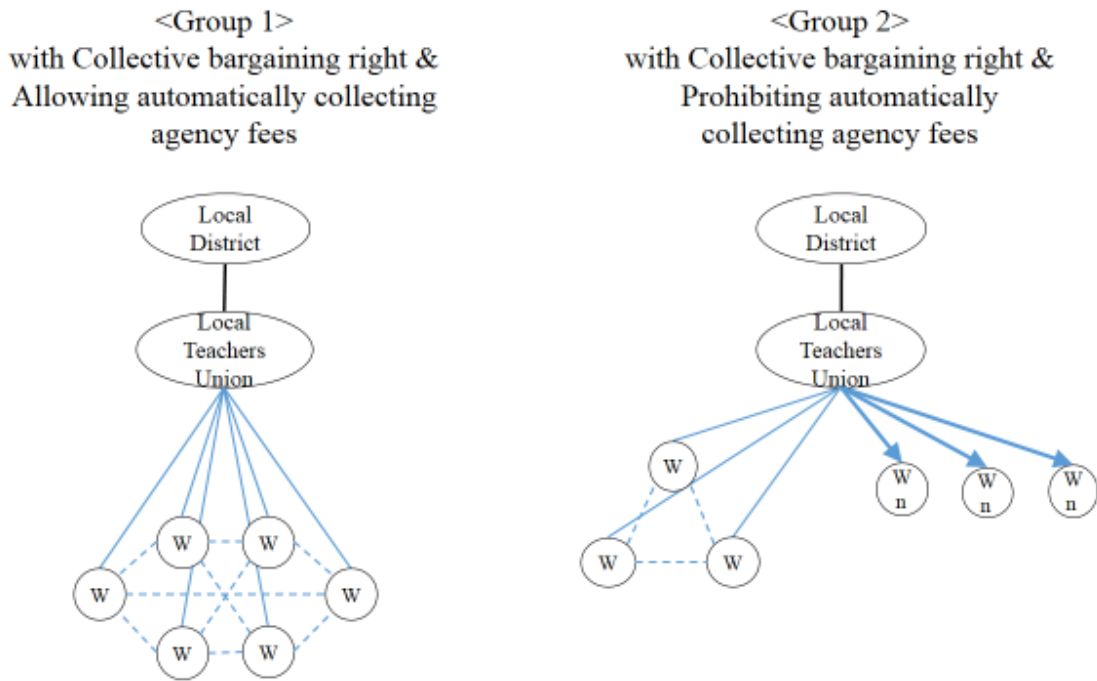 <Group 1>
with Collective bargaining right &
Allowing automatically collecting
agency fees
Local
District
Local
Teachers
Union
W
W
W
W
W
W
<Group 2>
with Collective bargaining right &
Prohibiting automatically
collecting agency fees
Local
District
Local
Teachers
Union
W
W
W
W
n
W
n
W
n